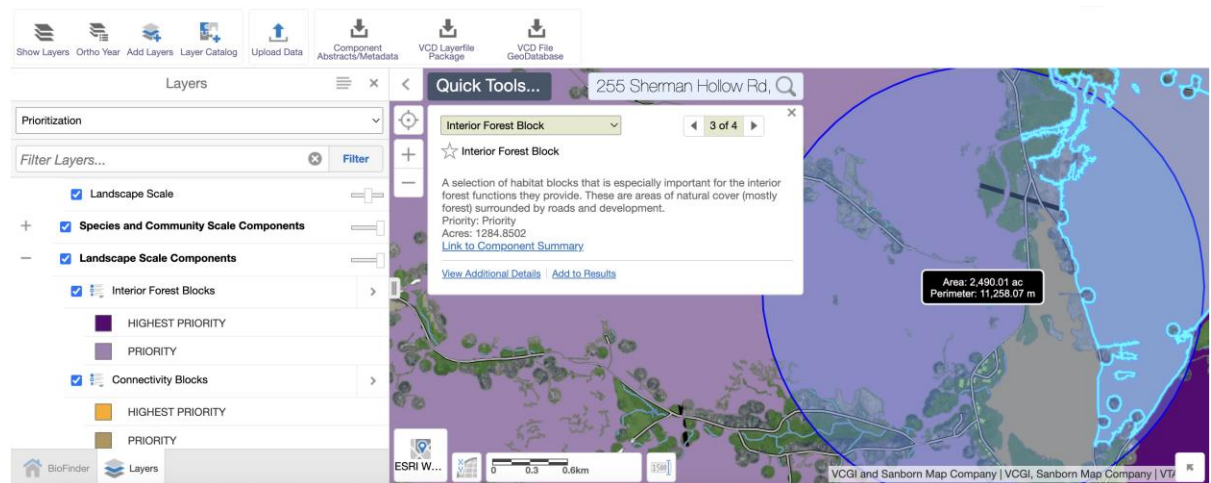 Show Layers
Ortho Year
Add Layers
Layer Catalog
Upload Data
Component
Abstracts/Metadata
VCD Layerfile
Package
VCD File
GeoDatabase
Layers
Prioritization
Filter Layers...
Filter
Landscape Scale
Species and Community Scale Components
Landscape Scale Components
Interior Forest Blocks
HIGHEST PRIORITY
PRIORITY
Connectivity Blocks
HIGHEST PRIORITY
PRIORITY
BioFinder
Layers
Quick Tools...
255 Sherman Hollow Rd,
Interior Forest Block
3 of 4
Interior Forest Block
A selection of habitat blocks that is especially important for the interior
forest functions they provide. These are areas of natural cover (mostly
forest) surrounded by roads and development.
Priority: Priority
Acres: 1284.8502
Link to Component Summary
View Additional Details
Add to Results
Area: 2,490.01 ac
Perimeter: 11,258.07 m
ESRI W...
0 0.3 0.6km
1500
VCGI and Sanborn Map Company | VCGI, Sanborn Map Company | VTA